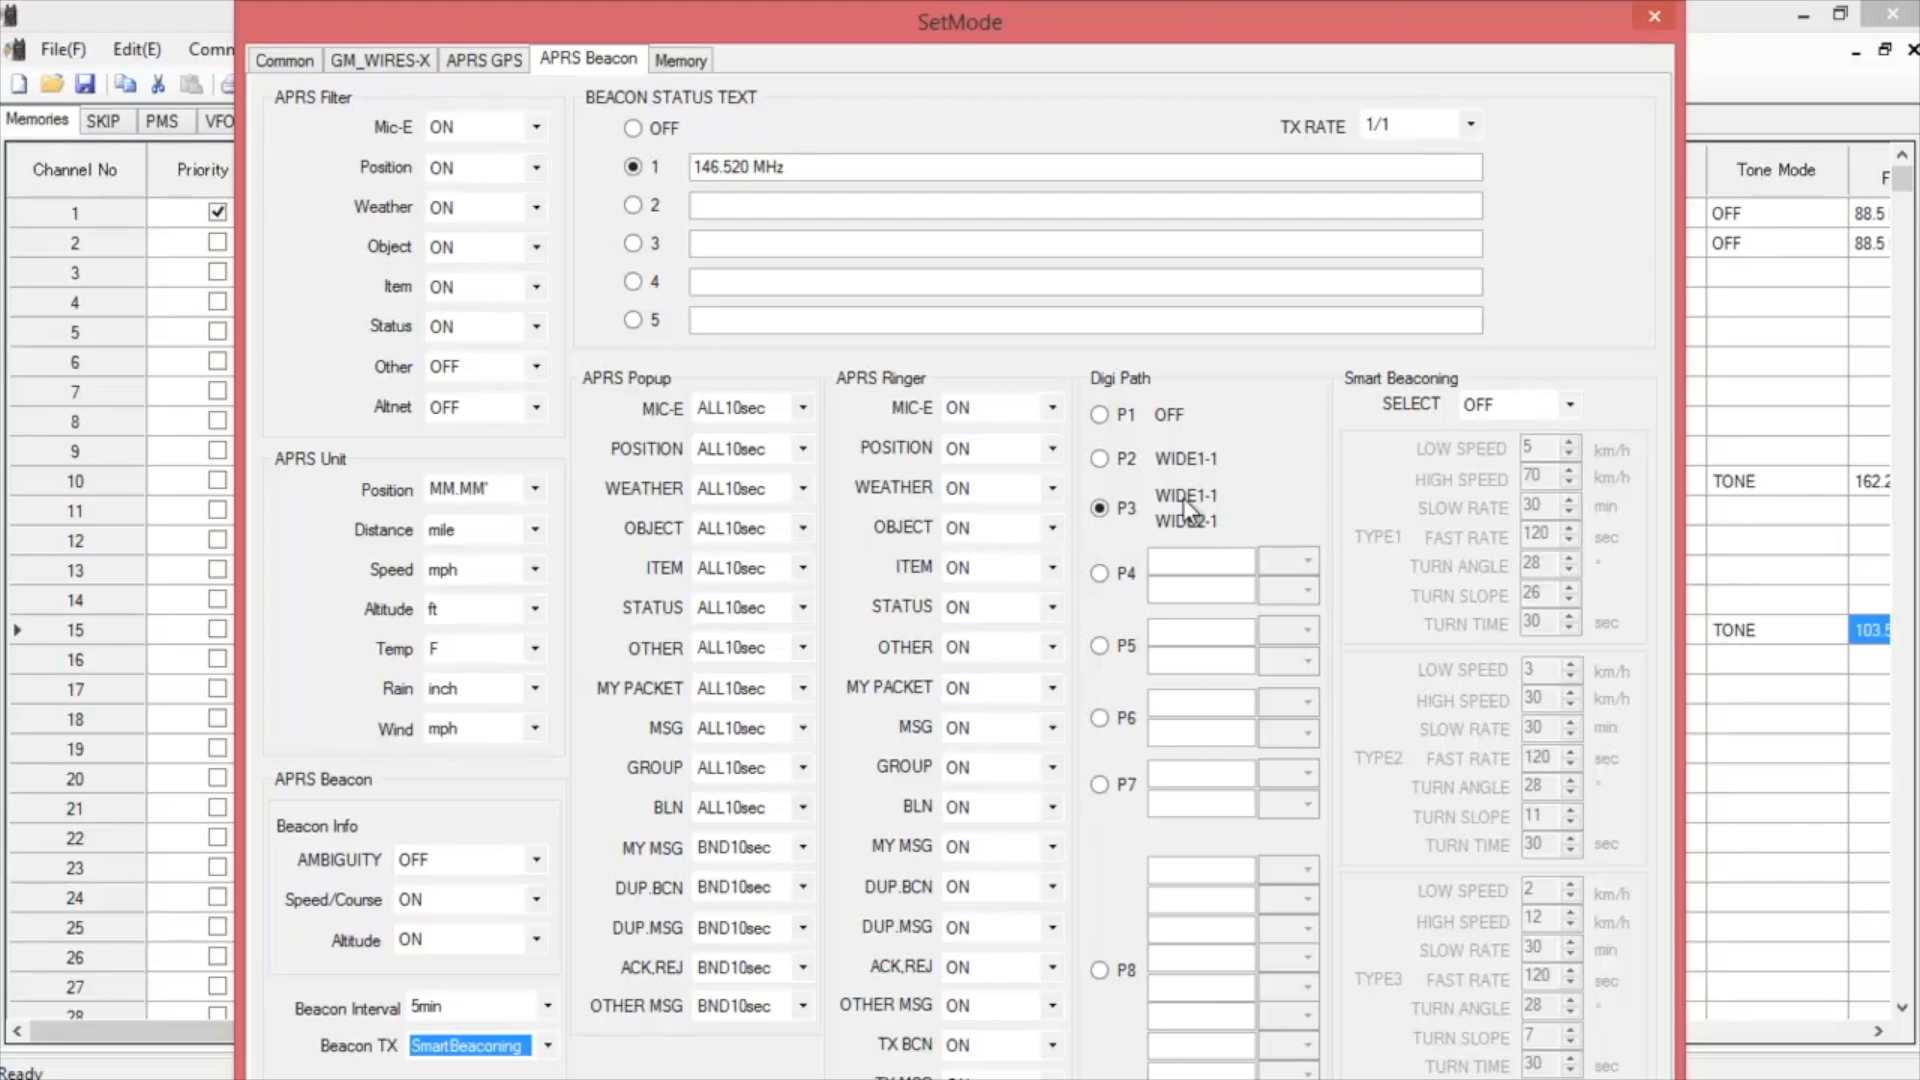 SetMode
File(F) Edit(E) Comm
Common GM_WIRES-X APRS GPS APRS Beacon Memory
Memories SKIP PMS VFO
Channel No Priority
1
2
3
4
5
6
7
8
9
10
11
12
13
14
15
16
17
18
19
20
21
22
23
24
25
26
27
28
Ready
APRS Filter
Mic-E ON
Position ON
Weather ON
Object ON
Item ON
Status ON
Other OFF
Altnet OFF
APRS Unit
Position MM.MM'
Distance mile
Speed mph
Altitude ft
Temp F
Rain inch
Wind mph
APRS Beacon
Beacon Info
AMBIGUITY OFF
Speed/Course ON
Altitude ON
Beacon Interval 5min
Beacon TX SmartBeaconing
BEACON STATUS TEXT
OFF
TX RATE 1/1
1 146.520 MHz
2
3
4
5
APRS Popup
MIC-E ALL10sec
POSITION ALL10sec
WEATHER ALL10sec
OBJECT ALL10sec
ITEM ALL10sec
STATUS ALL10sec
OTHER ALL10sec
MY PACKET ALL10sec
MSG ALL10sec
GROUP ALL10sec
BLN ALL10sec
MY MSG BND10sec
DUP.BCN BND10sec
DUP.MSG BND10sec
ACK,REJ BND10sec
OTHER MSG BND10sec
APRS Ringer
MIC-E ON
POSITION ON
WEATHER ON
OBJECT ON
ITEM ON
STATUS ON
OTHER ON
MY PACKET ON
MSG ON
GROUP ON
BLN ON
MY MSG ON
DUP.BCN ON
DUP.MSG ON
ACK,REJ ON
OTHER MSG ON
TX BCN ON
Digi Path
P1 OFF
P2 WIDE1-1
P3 WIDE1-1
WIDE2-1
P4
P5
P6
P7
P8
Smart Beaconing
SELECT OFF
TYPE1
LOW SPEED 5 km/h
HIGH SPEED 70 km/h
SLOW RATE 30 min
FAST RATE 120 sec
TURN ANGLE 28 °
TURN SLOPE 26
TURN TIME 30 sec
TYPE2
LOW SPEED 3 km/h
HIGH SPEED 30 km/h
SLOW RATE 30 min
FAST RATE 120 sec
TURN ANGLE 28 °
TURN SLOPE 11
TURN TIME 30 sec
TYPE3
LOW SPEED 2 km/h
HIGH SPEED 12 km/h
SLOW RATE 30 min
FAST RATE 120 sec
TURN ANGLE 28 °
TURN SLOPE 7
TURN TIME 30 sec
Tone Mode F
OFF 88.5
OFF 88.5
TONE 162.2
TONE 103.5